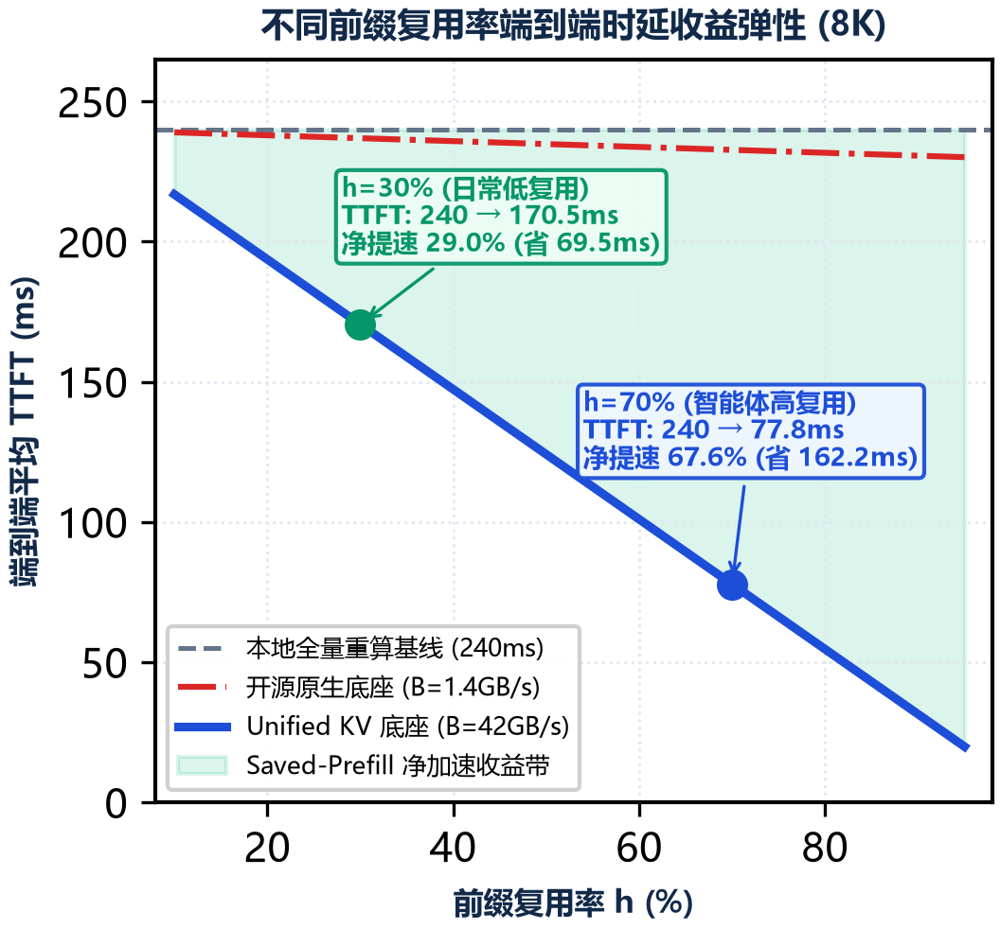 不同前缀复用率端到端时延收益弹性 (8K)
端到端平均 TTFT (ms)
250
200
150
100
50
0
h=30% (日常低复用)
TTFT: 240 → 170.5ms
净提速 29.0% (省 69.5ms)
h=70% (智能体高复用)
TTFT: 240 → 77.8ms
净提速 67.6% (省 162.2ms)
本地全量重算基线 (240ms)
开源原生底座 (B=1.4GB/s)
Unified KV 底座 (B=42GB/s)
Saved-Prefill 净加速收益带
20
40
60
80
前缀复用率 h (%)